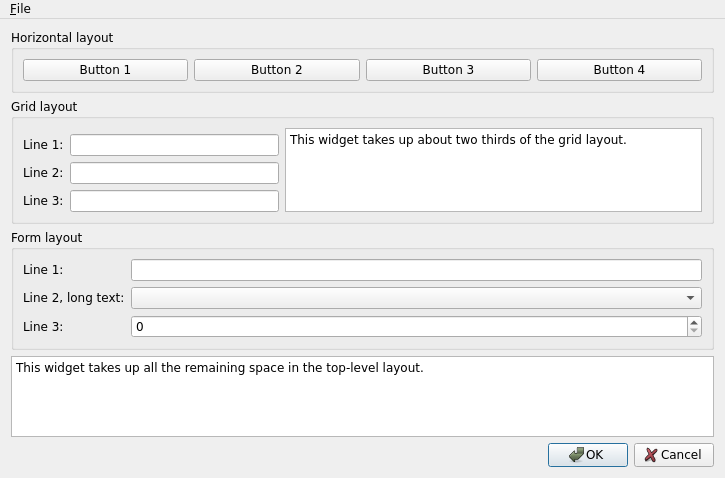 File
Horizontal layout
Button 1 Button 2 Button 3 Button 4
Grid layout
Line 1:
This widget takes up about two thirds of the grid layout.
Line 2:
Line 3:
Form layout
Line 1:
Line 2, long text:
Line 3: 0
This widget takes up all the remaining space in the top-level layout.
OK Cancel